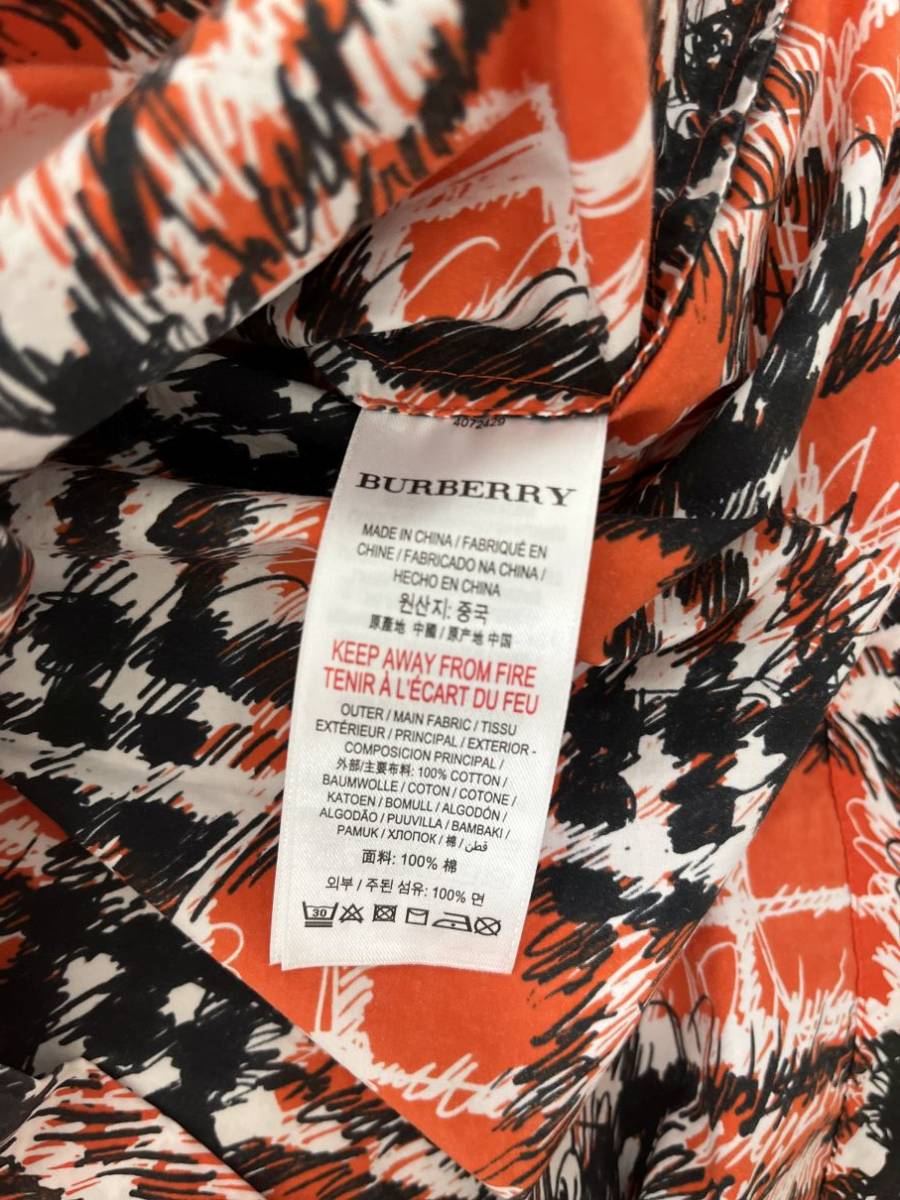 4072429
BURBERRY
MADE IN CHINA / FABRIQUÉ EN
CHINE / FABRICADO NA CHINA /
HECHO EN CHINA
원산지: 중국
原產地 中國 / 原产地 中国
KEEP AWAY FROM FIRE
TENIR À L'ÉCART DU FEU
OUTER / MAIN FABRIC / TISSU
EXTÉRIEUR / PRINCIPAL / EXTERIOR -
COMPOSICION PRINCIPAL /
外部/主要布料: 100% COTTON /
BAUMWOLLE / COTON / COTONE /
KATOEN / BOMULL / ALGODÓN /
ALGODÃO / PUUVILLA / BAMBAKI /
PAMUK / ХЛОПОК / 棉 / قطن
面料: 100% 棉
외부 / 주된 섬유: 100% 면
30